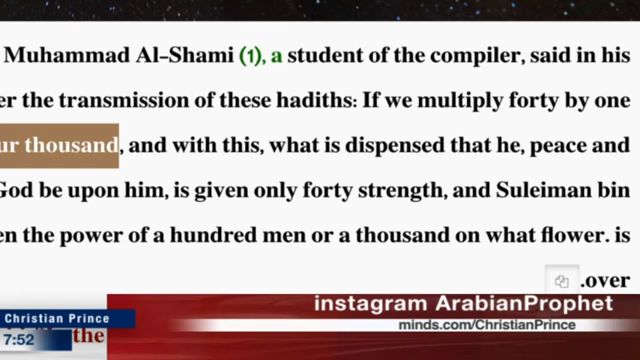 Muhammad Al-Shami (1), a student of the compiler, said in his
er the transmission of these hadiths: If we multiply forty by one
ur thousand, and with this, what is dispensed that he, peace and
God be upon him, is given only forty strength, and Suleiman bin
en the power of a hundred men or a thousand on what flower. is
.over
Christian Prince
instagram ArabianProphet
7:52
the
minds.com/ChristianPrince